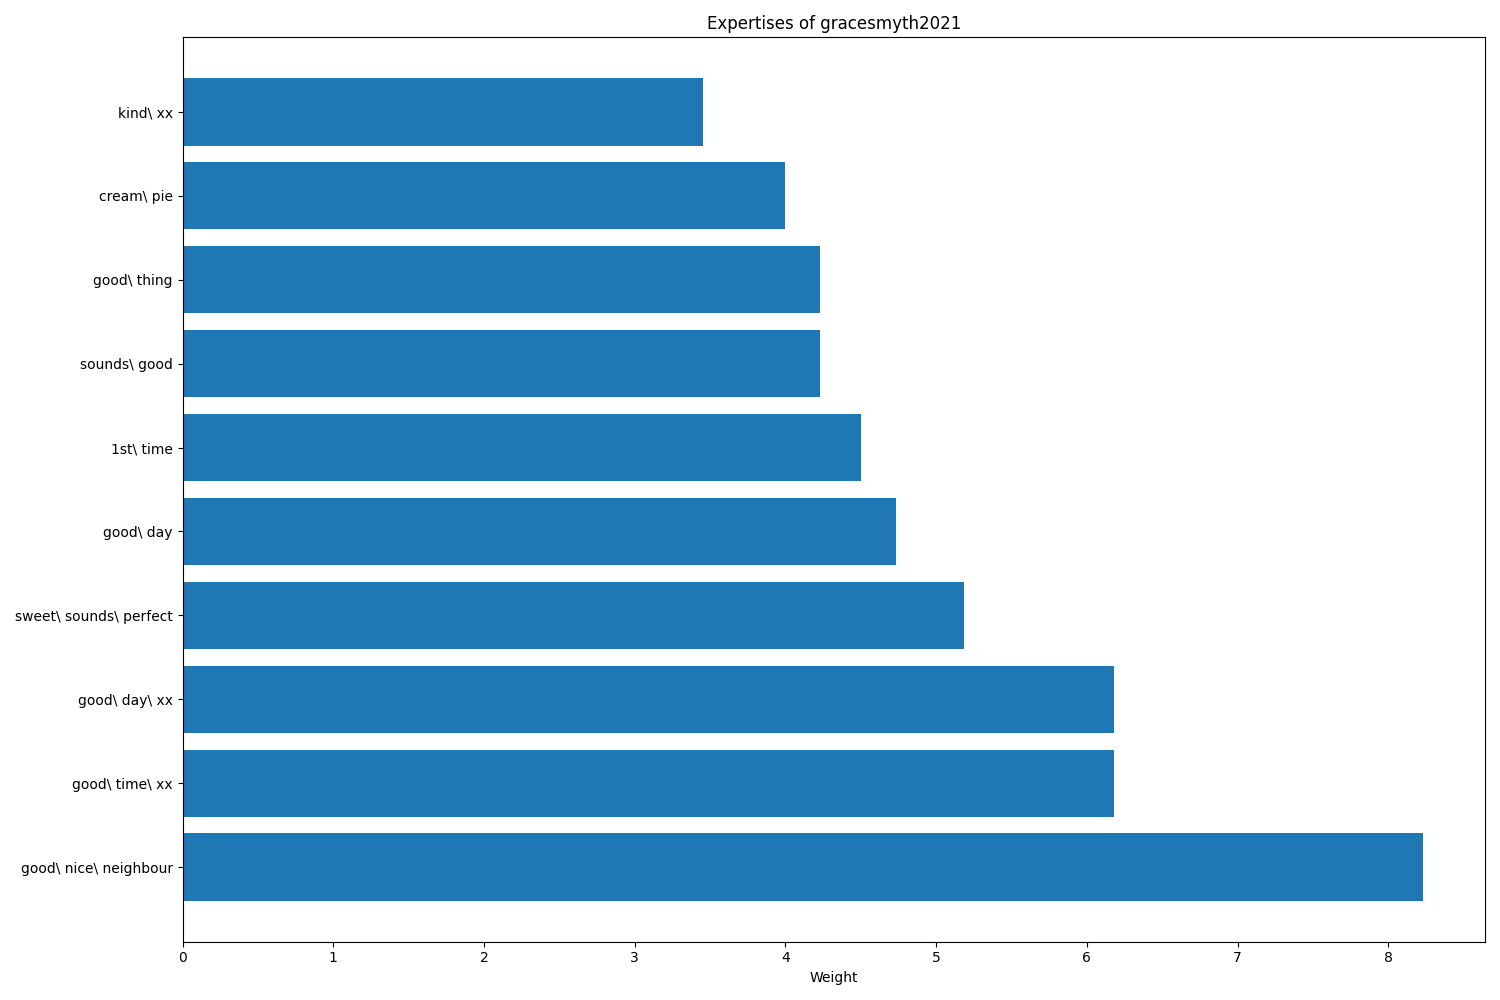 Expertises of gracesmyth2021
kind\ xx
cream\ pie
good\ thing
sounds\ good
1st\ time
good\ day
sweet\ sounds\ perfect
good\ day\ xx
good\ time\ xx
good\ nice\ neighbour
0 1 2 3 4 5 6 7 8
Weight